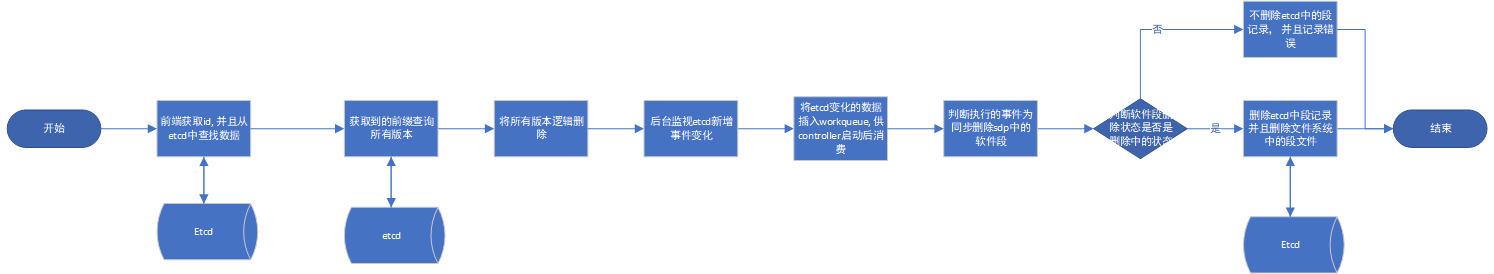 开始
前端获取id, 并且从
etcd中查找数据
Etcd
获取到的前缀查询
所有版本
etcd
将所有版本逻辑删
除
后台监视etcd新增
事件变化
将etcd变化的数据
插入workqueue, 供
controller启动后消
费
判断执行的事件为
同步删除sdp中的
软件段
判断软件段删
除状态是否是
删除中的状态
否
不删除etcd中的段
记录， 并且记录错
误
是
删除etcd中段记录
并且删除文件系统
中的段文件
Etcd
结束